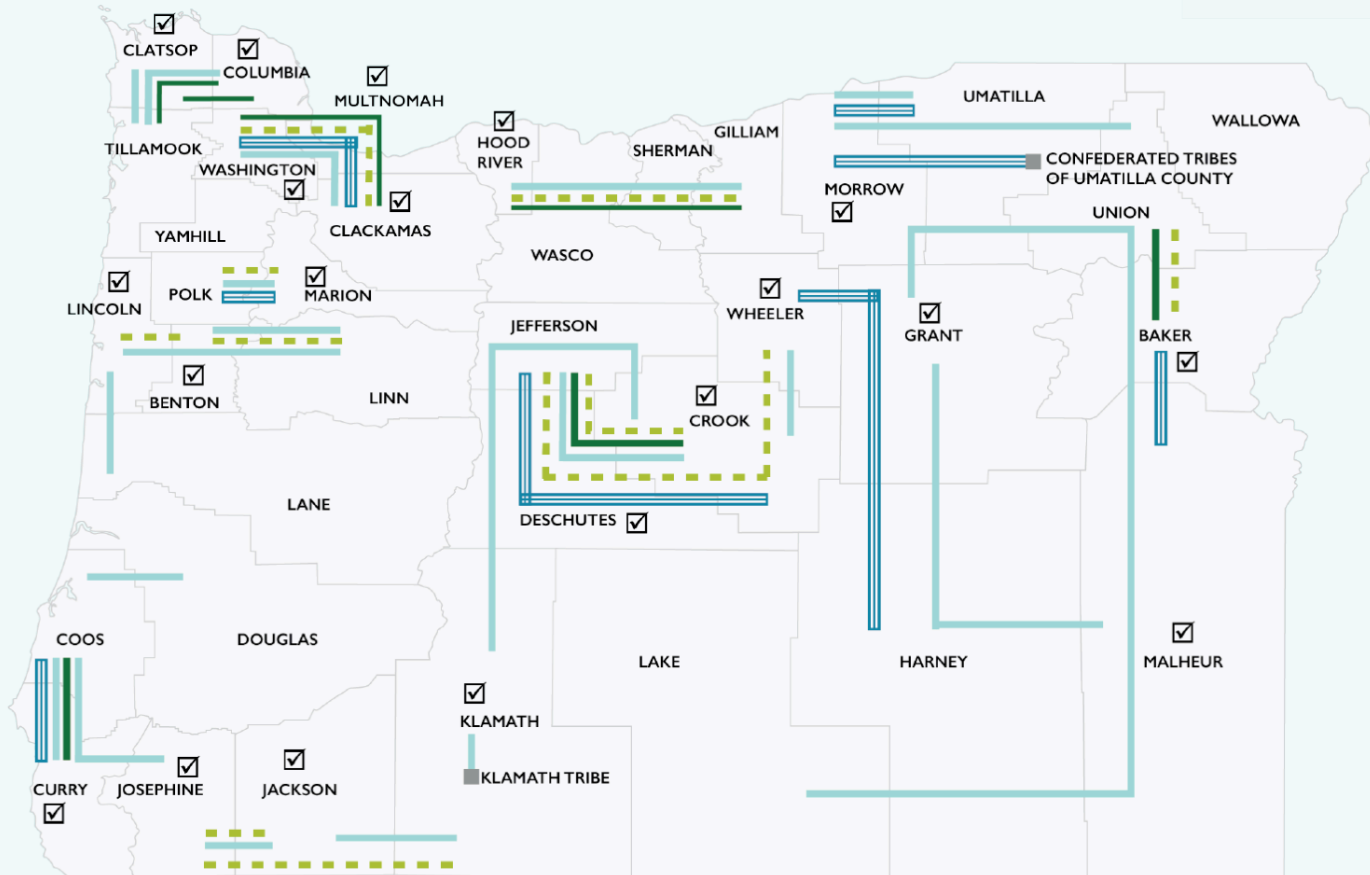 CLATSOP
COLUMBIA
MULTNOMAH
TILLAMOOK
WASHINGTON
HOOD
RIVER
SHERMAN
GILLIAM
UMATILLA
WALLOWA
CONFEDERATED TRIBES
OF UMATILLA COUNTY
MORROW
UNION
YAMHILL
CLACKAMAS
WASCO
LINCOLN
POLK
MARION
JEFFERSON
WHEELER
GRANT
BAKER
BENTON
LINN
CROOK
LANE
DESCHUTES
COOS
DOUGLAS
LAKE
HARNEY
MALHEUR
KLAMATH
KLAMATH TRIBE
CURRY
JOSEPHINE
JACKSON